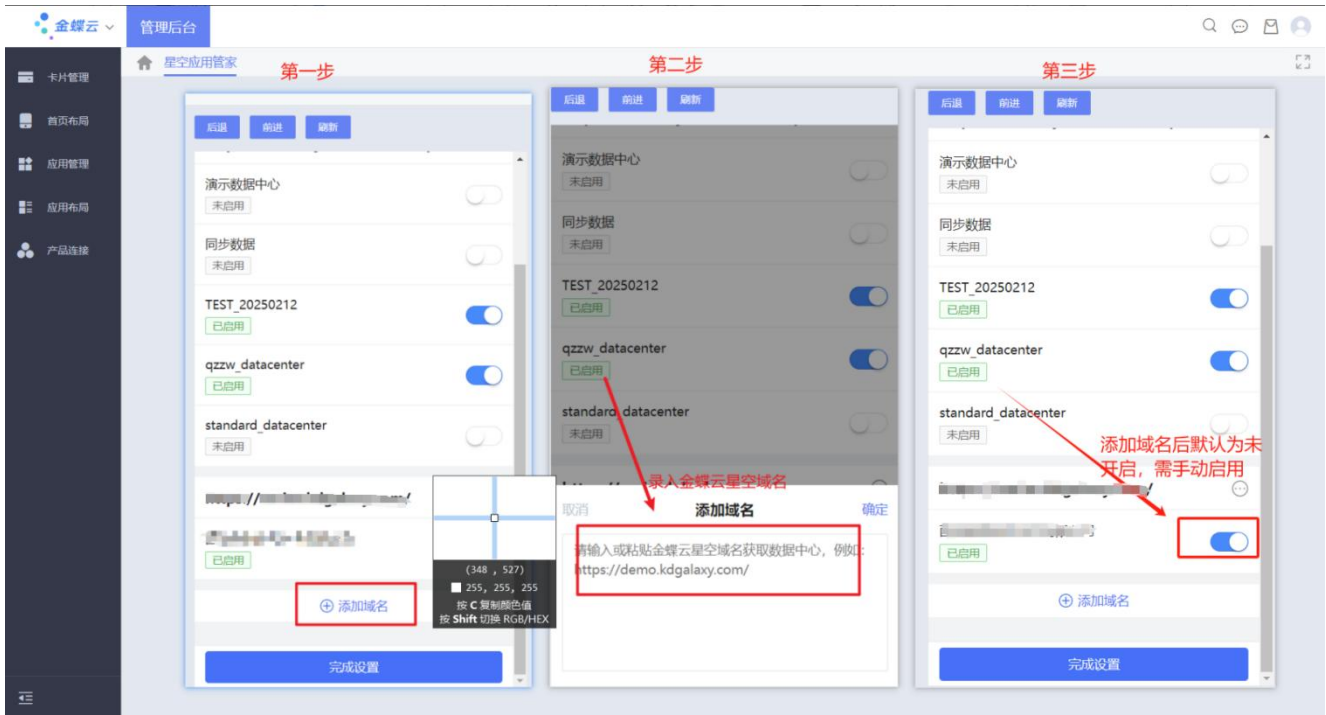 金蝶云
管理后台
卡片管理
首页布局
应用管理
应用布局
产品连接
星空应用管家
第一步
后退
前进
刷新
演示数据中心
未启用
同步数据
未启用
TEST_20250212
已启用
qzzw_datacenter
已启用
standard_datacenter
未启用
已启用
添加域名
完成设置
(348 , 527)
255, 255, 255
按 C 复制颜色值
按 Shift 切换 RGB/HEX
第二步
后退
前进
刷新
演示数据中心
未启用
同步数据
未启用
TEST_20250212
已启用
qzzw_datacenter
已启用
standard_datacenter
未启用
录入金蝶云星空域名
取消
添加域名
确定
请输入或粘贴金蝶云星空域名获取数据中心，例如:
https://demo.kdgalaxy.com/
第三步
后退
前进
刷新
演示数据中心
未启用
同步数据
未启用
TEST_20250212
已启用
qzzw_datacenter
已启用
standard_datacenter
未启用
添加域名后默认为未
开启，需手动启用
已启用
添加域名
完成设置